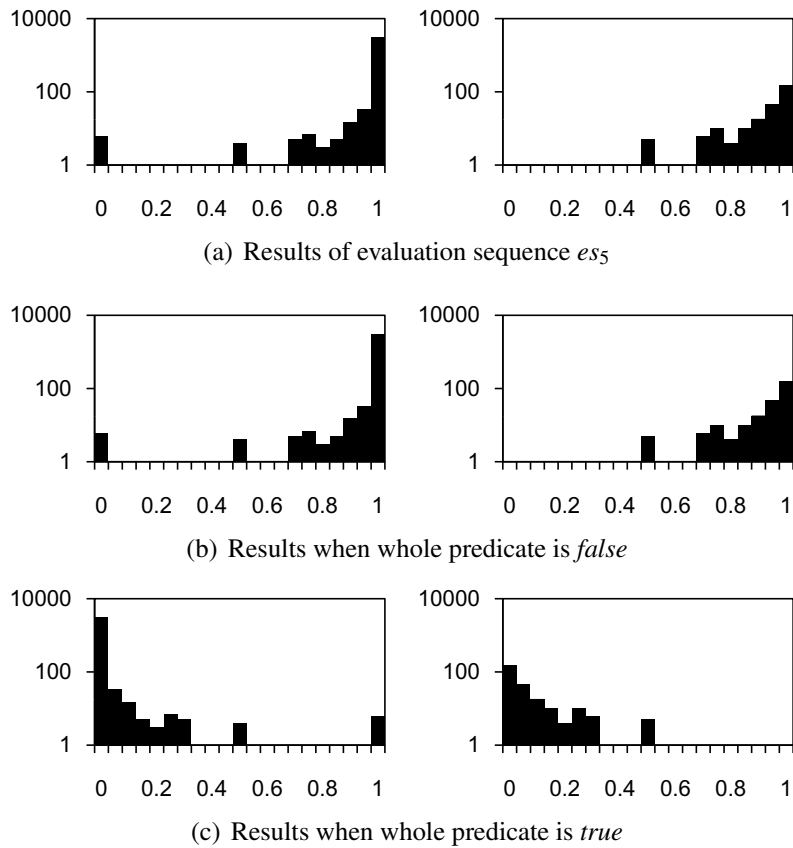 10000 10000
100 100
1 1
0 0.2 0.4 0.6 0.8 1 0 0.2 0.4 0.6 0.8 1
(a) Results of evaluation sequence es5
10000 10000
100 100
1 1
0 0.2 0.4 0.6 0.8 1 0 0.2 0.4 0.6 0.8 1
(b) Results when whole predicate is false
10000 10000
100 100
1 1
0 0.2 0.4 0.6 0.8 1 0 0.2 0.4 0.6 0.8 1
(c) Results when whole predicate is true